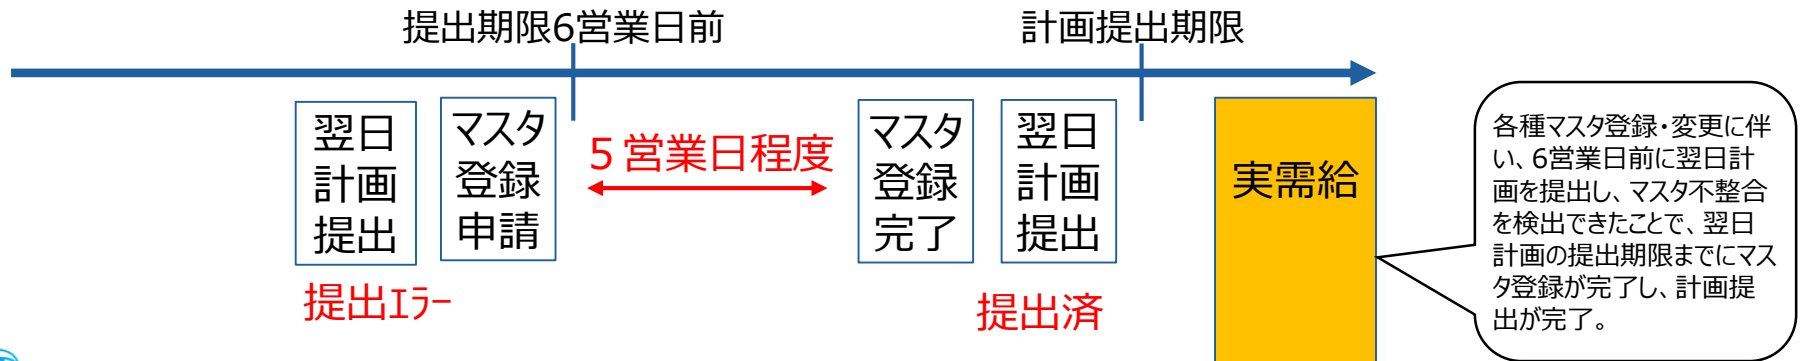 提出期限6営業日前
計画提出期限
翌日
計画
提出
マスタ
登録
申請
5営業日程度
マスタ
登録
完了
翌日
計画
提出
実需給
提出ｴﾗｰ
提出済
各種マスタ登録・変更に伴
い、6営業日前に翌日計
画を提出し、マスタ不整合
を検出できたことで、翌日
計画の提出期限までにマス
タ登録が完了し、計画提
出が完了。